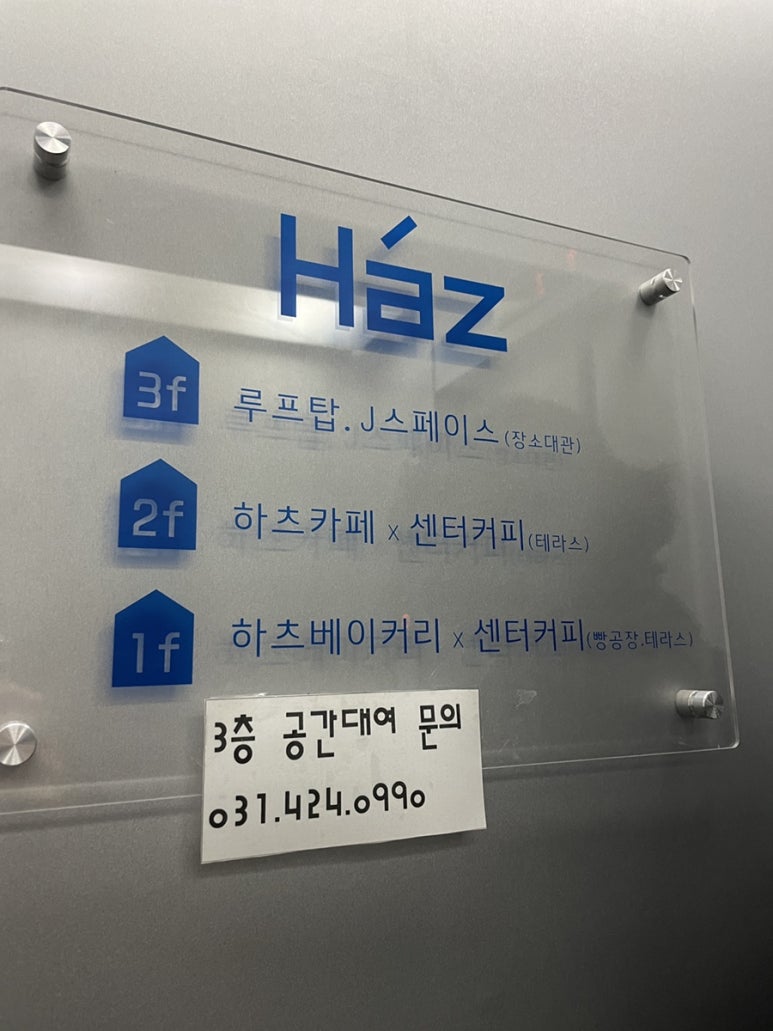 Ház
3f 루프탑.J스페이스(장소대관)
2f 하츠카페 x 센터커피(테라스)
1f 하츠베이커리 x 센터커피(빵공장.테라스)
3층 공간대여 문의
031.424.0990